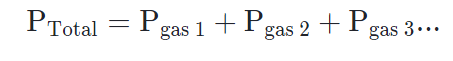 P_Total = P_gas 1 + P_gas 2 + P_gas 3...